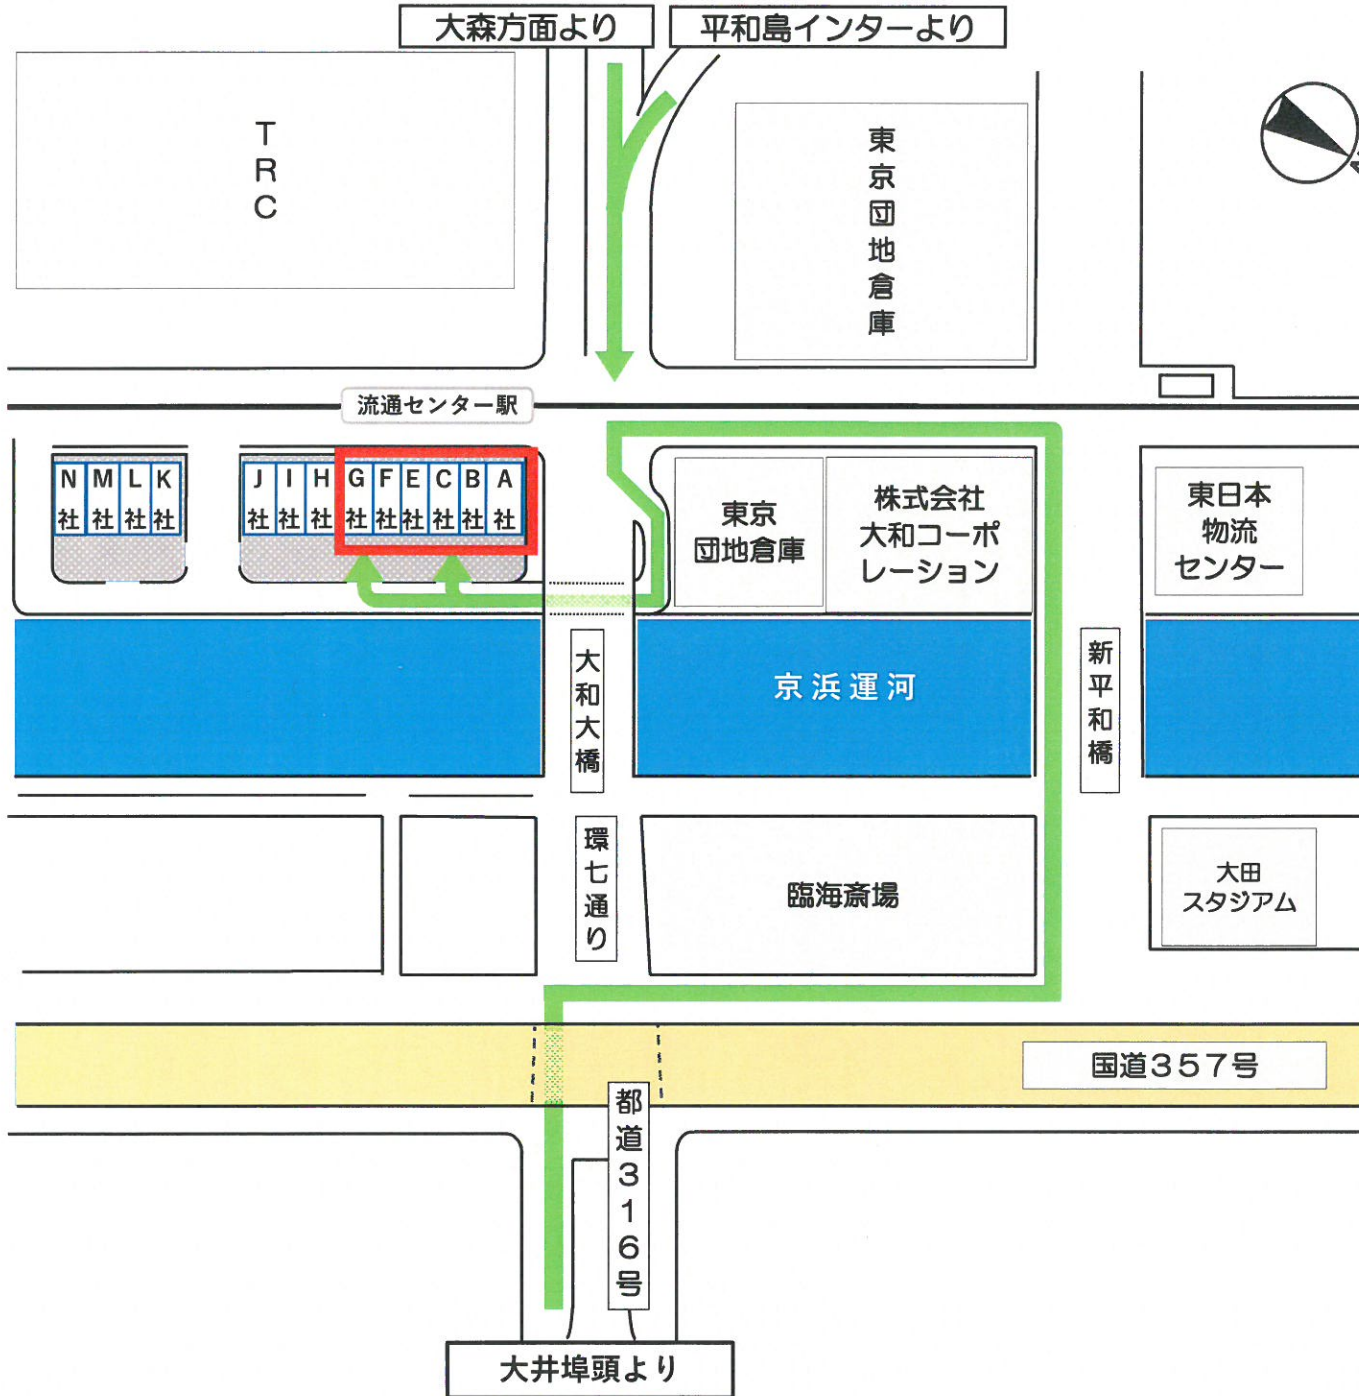 大森方面より
平和島インターより
TRC
東京団地倉庫
流通センター駅
N社
M社
L社
K社
J社
I社
H社
G社
F社
E社
C社
B社
A社
東京
団地倉庫
株式会社
大和コーポ
レーション
東日本
物流
センター
大和大橋
京浜運河
新平和橋
環七通り
臨海斎場
大田
スタジアム
国道357号
都道316号
大井埠頭より